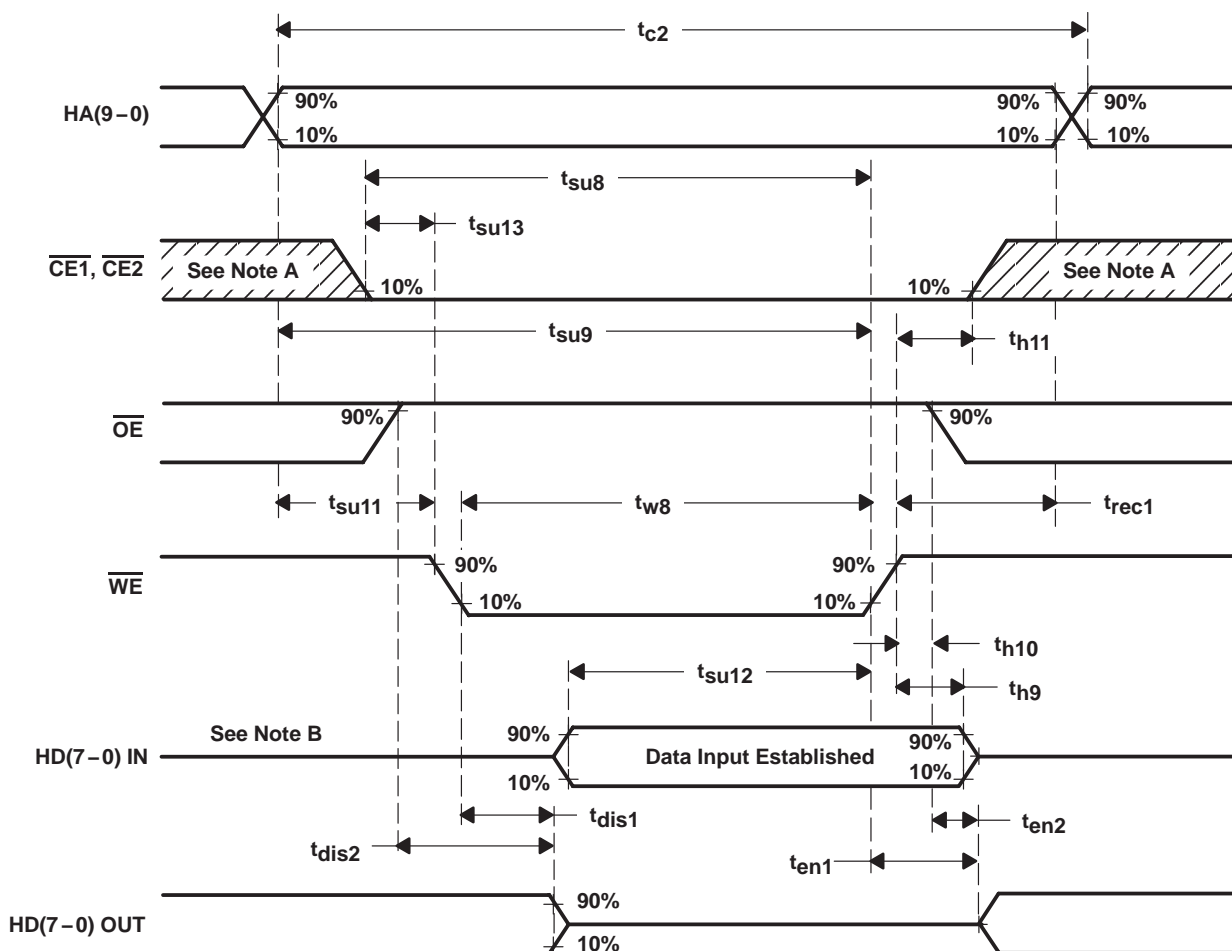 tc2
90% 90% 90%
HA(9–0)
10% 10% 10%
tsu8
tsu13
CE1, CE2 See Note A See Note A
10% 10%
tsu9 th11
90% 90%
OE
tsu11 tw8 trec1
90% 90%
WE
10% 10%
th10
tsu12
th9
See Note B
90% 90%
HD(7–0) IN Data Input Established
10% 10%
tdis1 ten2
tdis2 ten1
90%
HD(7–0) OUT
10%